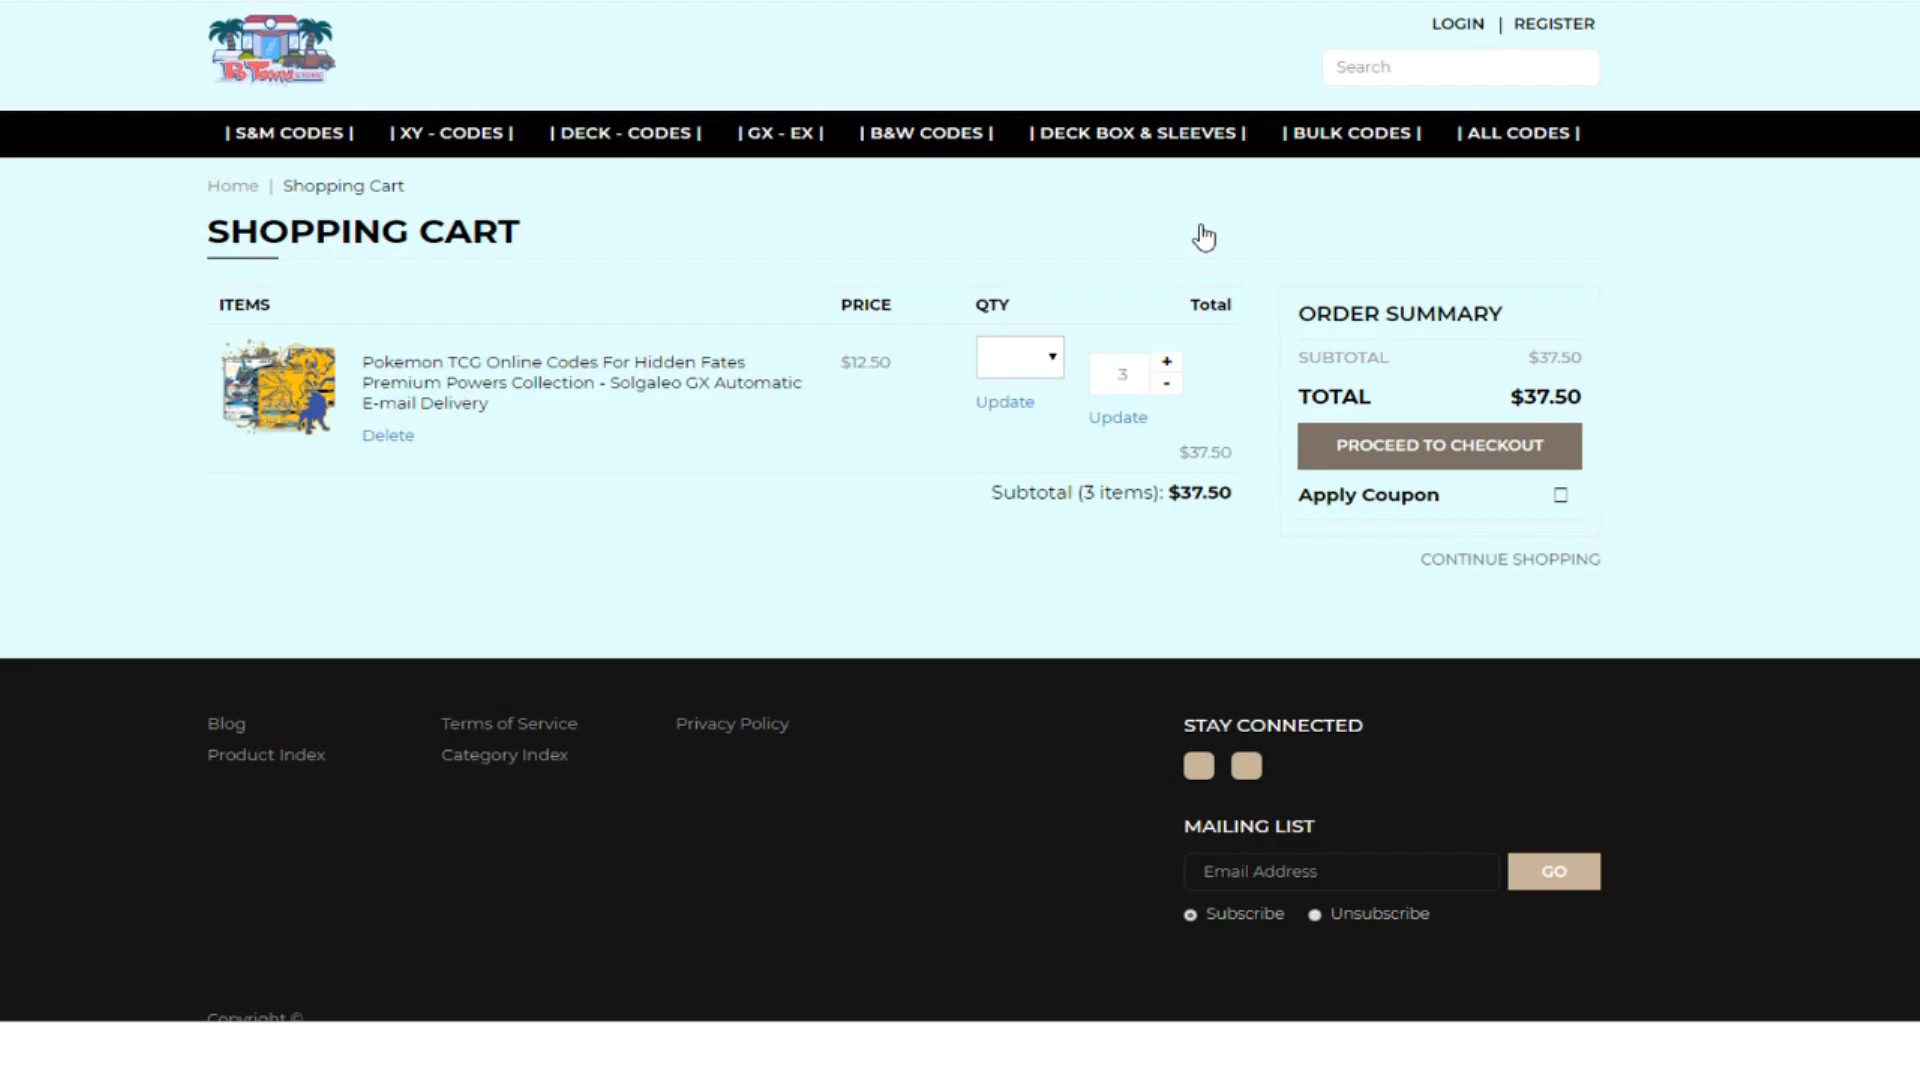 Po Town STORE
LOGIN | REGISTER
Search
| S&M CODES | | XY - CODES | | DECK - CODES | | GX - EX | | B&W CODES | | DECK BOX & SLEEVES | | BULK CODES | | ALL CODES |
Home | Shopping Cart
SHOPPING CART
ITEMS PRICE QTY Total
Pokemon TCG Online Codes For Hidden Fates
Premium Powers Collection - Solgaleo GX Automatic
E-mail Delivery
Delete
$12.50
Update
3
+
-
Update
$37.50
Subtotal (3 items): $37.50
ORDER SUMMARY
SUBTOTAL $37.50
TOTAL $37.50
PROCEED TO CHECKOUT
Apply Coupon
CONTINUE SHOPPING
Blog Terms of Service Privacy Policy
Product Index Category Index
STAY CONNECTED
MAILING LIST
Email Address GO
Subscribe Unsubscribe
Copyright ©